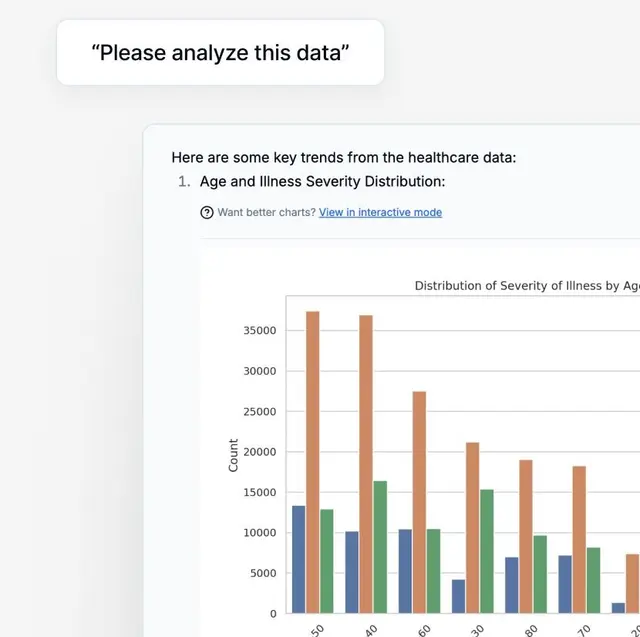 “Please analyze this data”
Here are some key trends from the healthcare data:
1. Age and Illness Severity Distribution:
Want better charts? View in interactive mode
Distribution of Severity of Illness by Ag
35000
30000
25000
20000
15000
10000
5000
0
Count
50 40 60 30 80 70